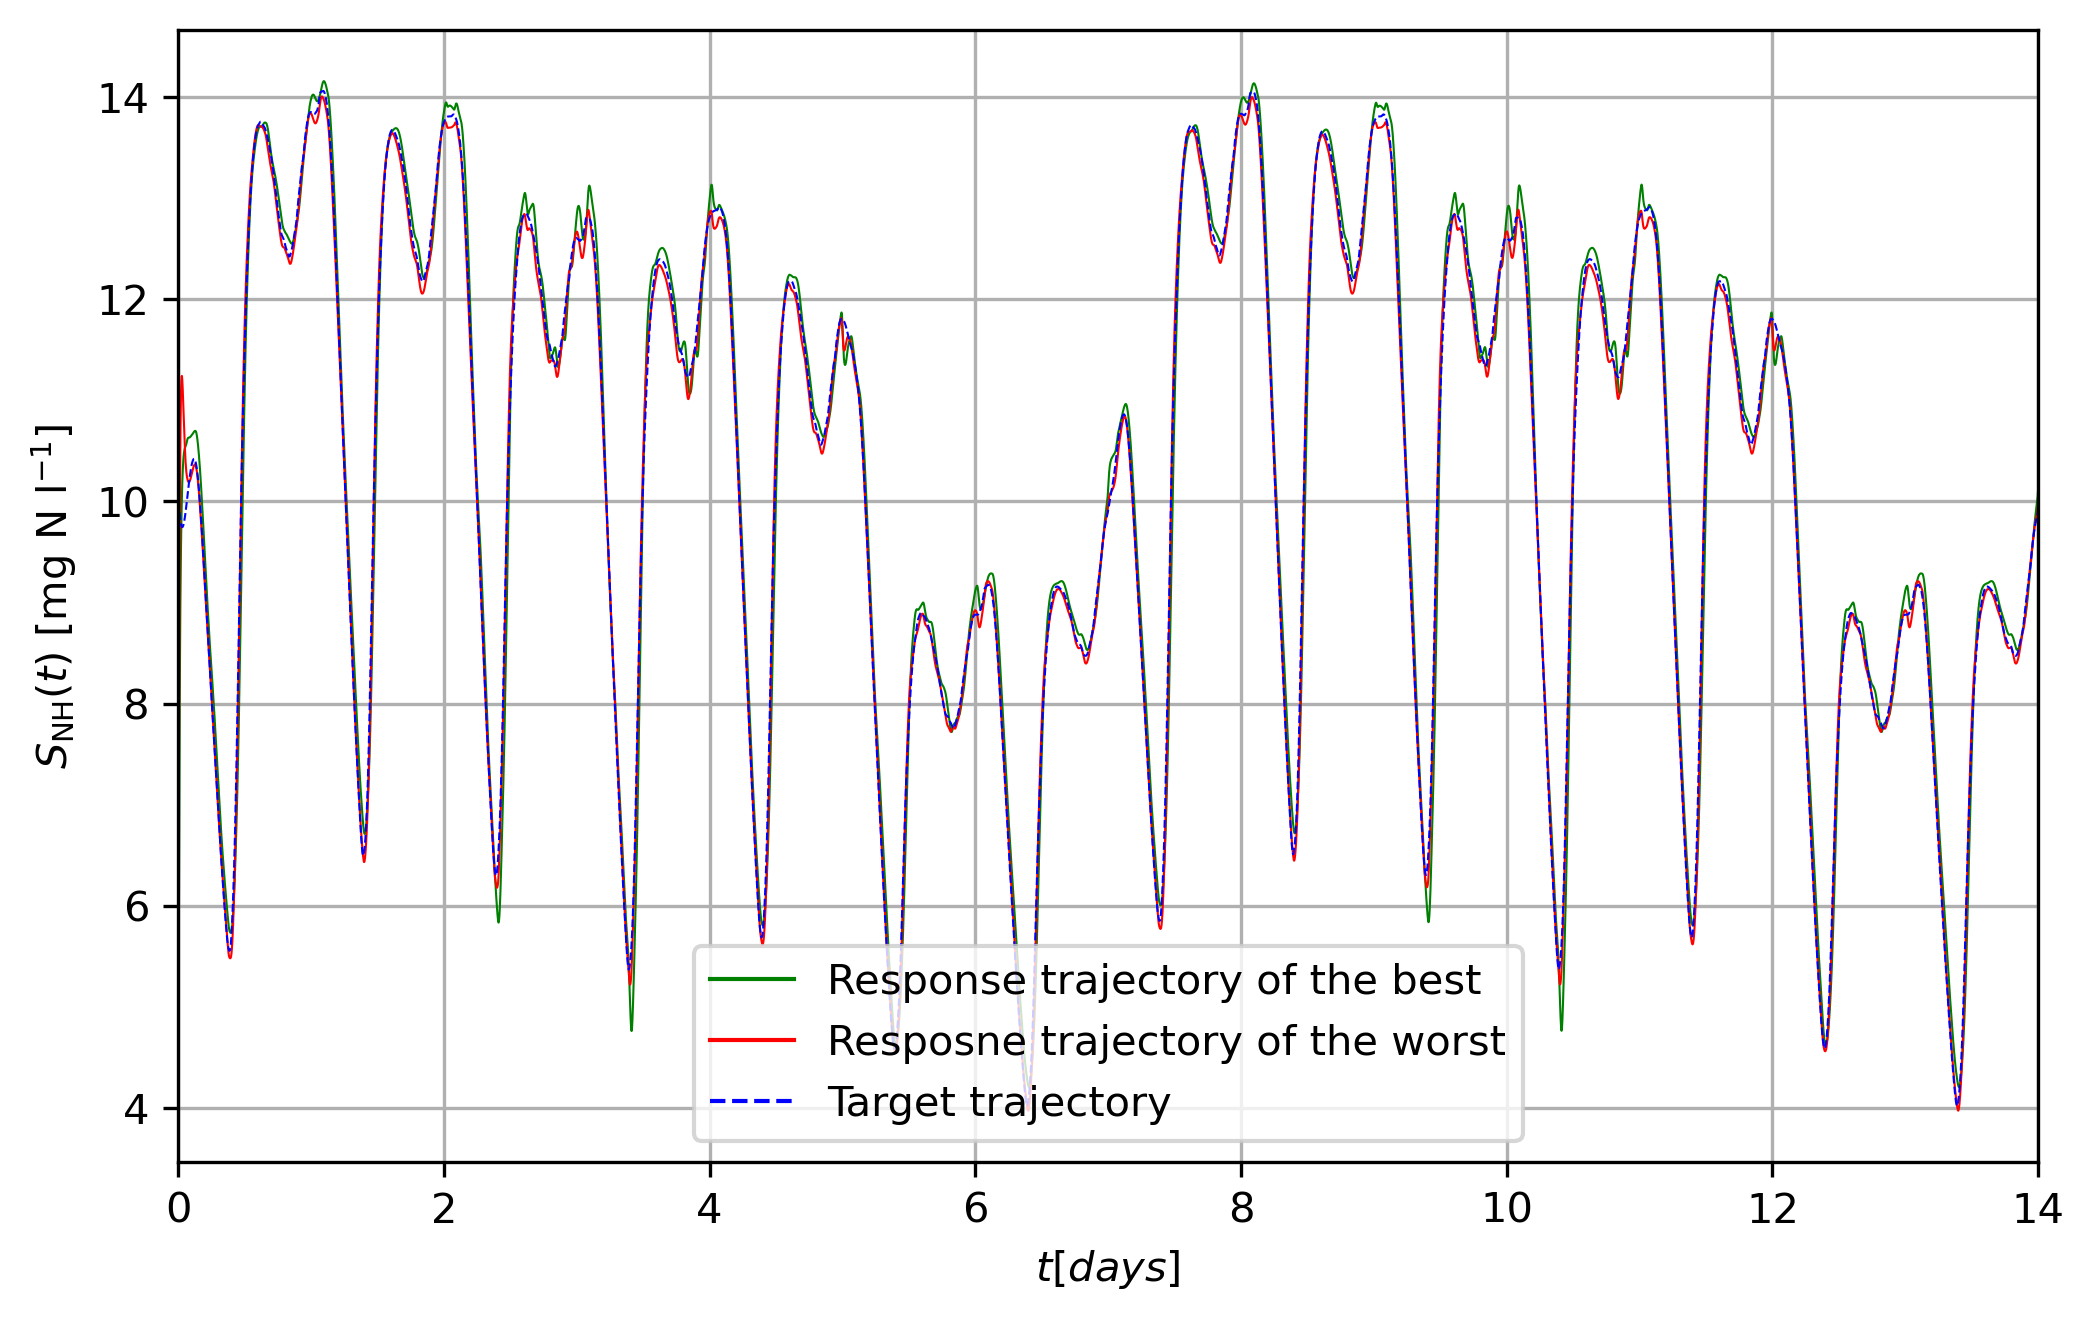 14
12
10
8
6
4
S_NH(t) [mg N l⁻¹]
Response trajectory of the best
Resposne trajectory of the worst
Target trajectory
0 2 4 6 8 10 12 14
t[days]